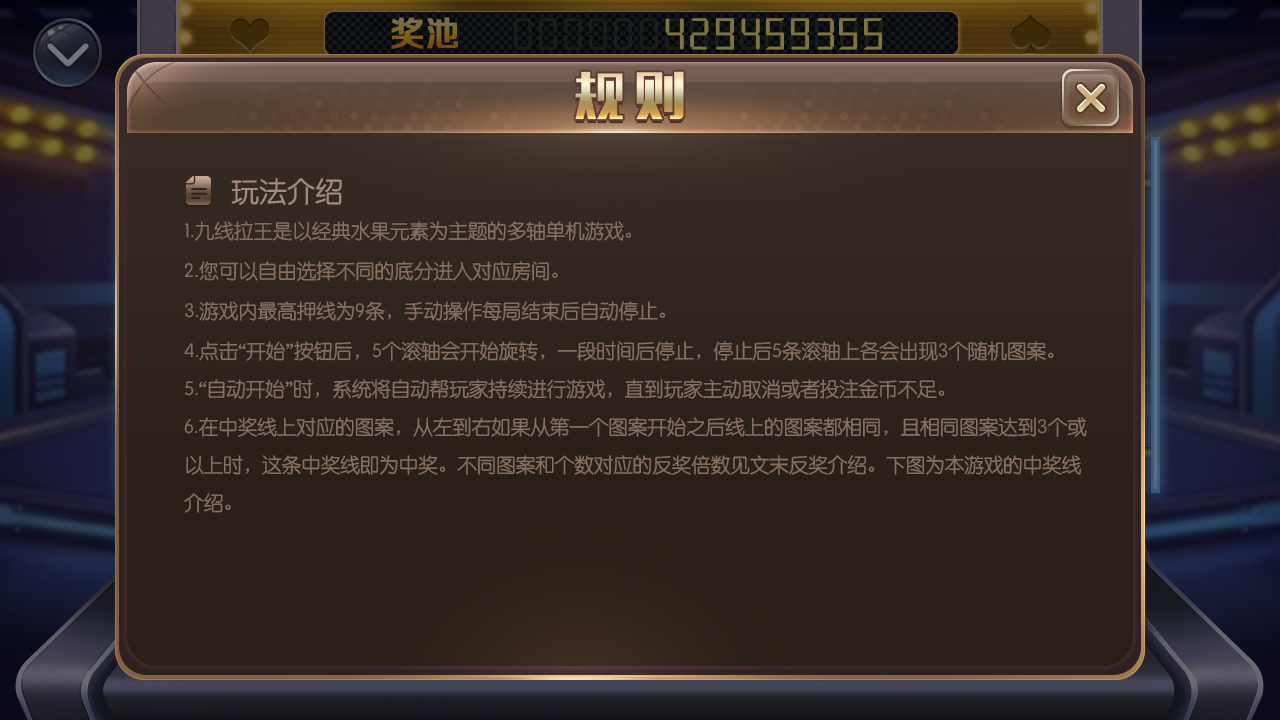 奖池 429459355
规则
玩法介绍
1.九线拉王是以经典水果元素为主题的多轴单机游戏。
2.您可以自由选择不同的底分进入对应房间。
3.游戏内最高押线为9条，手动操作每局结束后自动停止。
4.点击“开始”按钮后，5个滚轴会开始旋转，一段时间后停止，停止后5条滚轴上各会出现3个随机图案。
5.“自动开始”时，系统将自动帮玩家持续进行游戏，直到玩家主动取消或者投注金币不足。
6.在中奖线上对应的图案，从左到右如果从第一个图案开始之后线上的图案都相同，且相同图案达到3个或
以上时，这条中奖线即为中奖。不同图案和个数对应的反奖倍数见文末反奖介绍。下图为本游戏的中奖线
介绍。